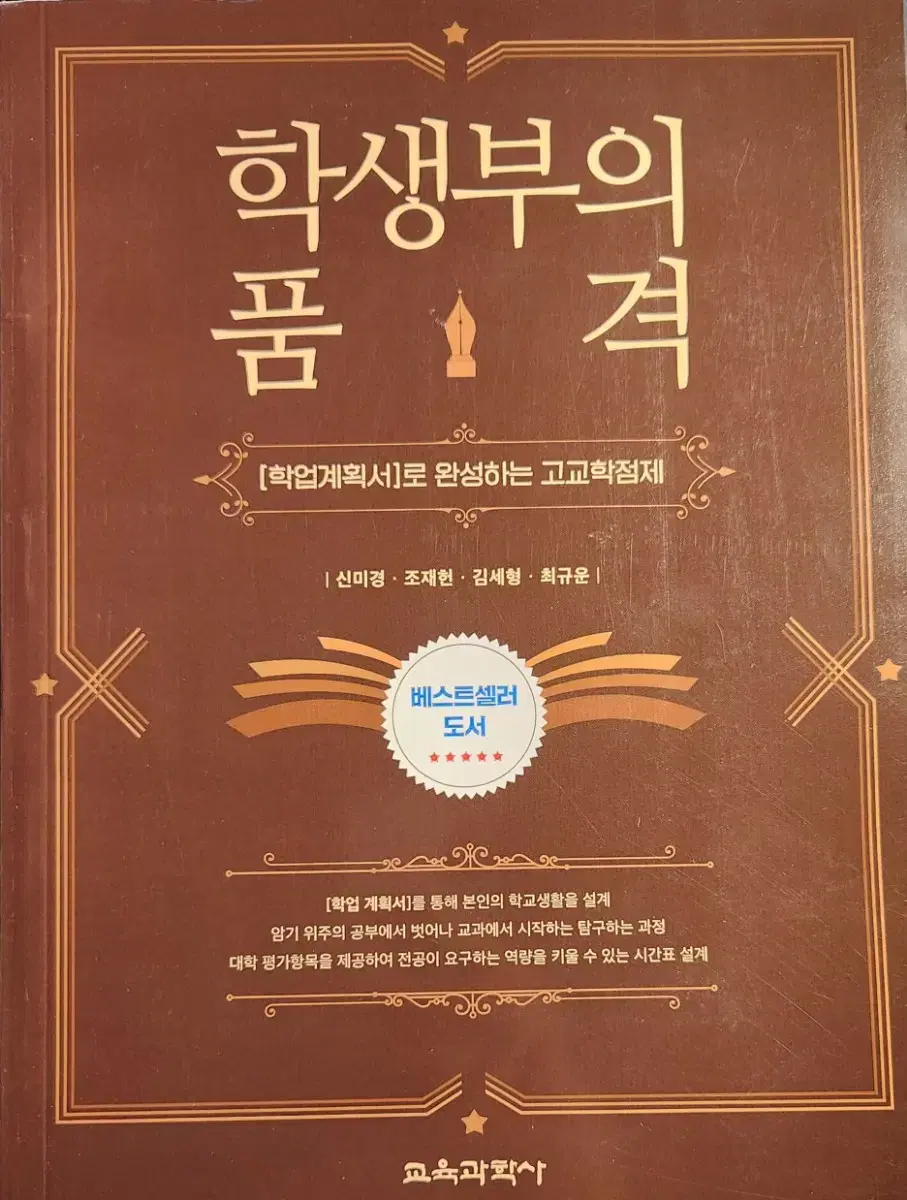 학생부의
품격
[학업계획서]로 완성하는 고교학점제
| 신미경 · 조재헌 · 김세형 · 최규운 |
베스트셀러
도서
[학업 계획서]를 통해 본인의 학교생활을 설계
암기 위주의 공부에서 벗어나 교과에서 시작하는 탐구하는 과정
대학 평가항목을 제공하여 전공이 요구하는 역량을 키울 수 있는 시간표 설계
교육과학사